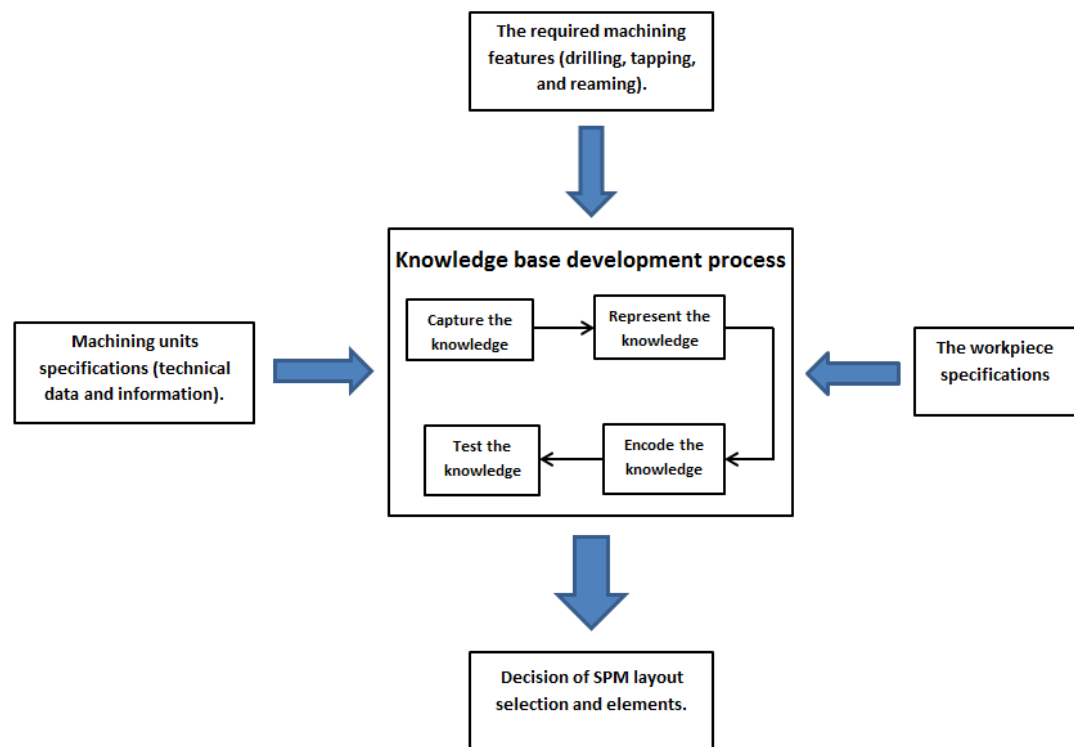 The required machining
features (drilling, tapping,
and reaming).
Knowledge base development process
Capture the
knowledge
Represent the
knowledge
Machining units
specifications (technical
data and information).
The workpiece
specifications
Test the
knowledge
Encode the
knowledge
Decision of SPM layout
selection and elements.